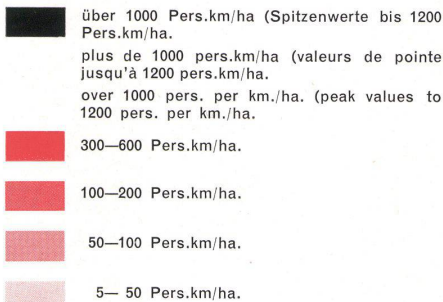 über 1000 Pers.km/ha (Spitzenwerte bis 1200
Pers.km/ha.
plus de 1000 pers.km/ha (valeurs de pointe
jusqu'à 1200 pers.km/ha.
over 1000 pers. per km./ha. (peak values to
1200 pers. per km./ha.
300—600 Pers.km/ha.
100—200 Pers.km/ha.
50—100 Pers.km/ha.
5— 50 Pers.km/ha.